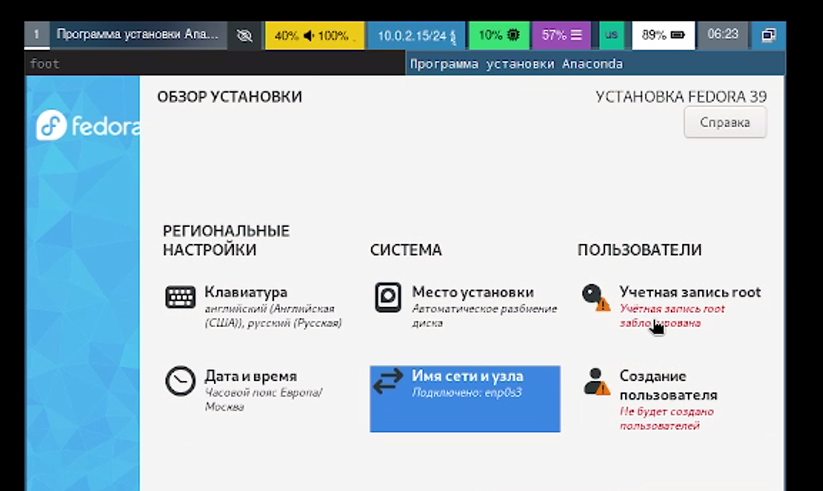 1 Программа установки Ana... 40% 100% 10.0.2.15/24 10% 57% us 89% 06:23
foot Программа установки Anaconda
fedora
ОБЗОР УСТАНОВКИ
УСТАНОВКА FEDORA 39
Справка
РЕГИОНАЛЬНЫЕ
НАСТРОЙКИ
Клавиатура
английский (Английская
(США)), русский (Русская)
Дата и время
Часовой пояс Европа/
Москва
СИСТЕМА
Место установки
Автоматическое разбиение
диска
Имя сети и узла
Подключено: enp0s3
ПОЛЬЗОВАТЕЛИ
Учетная запись root
Учётная запись root
Создание
пользователя
Не будет создано
пользователей